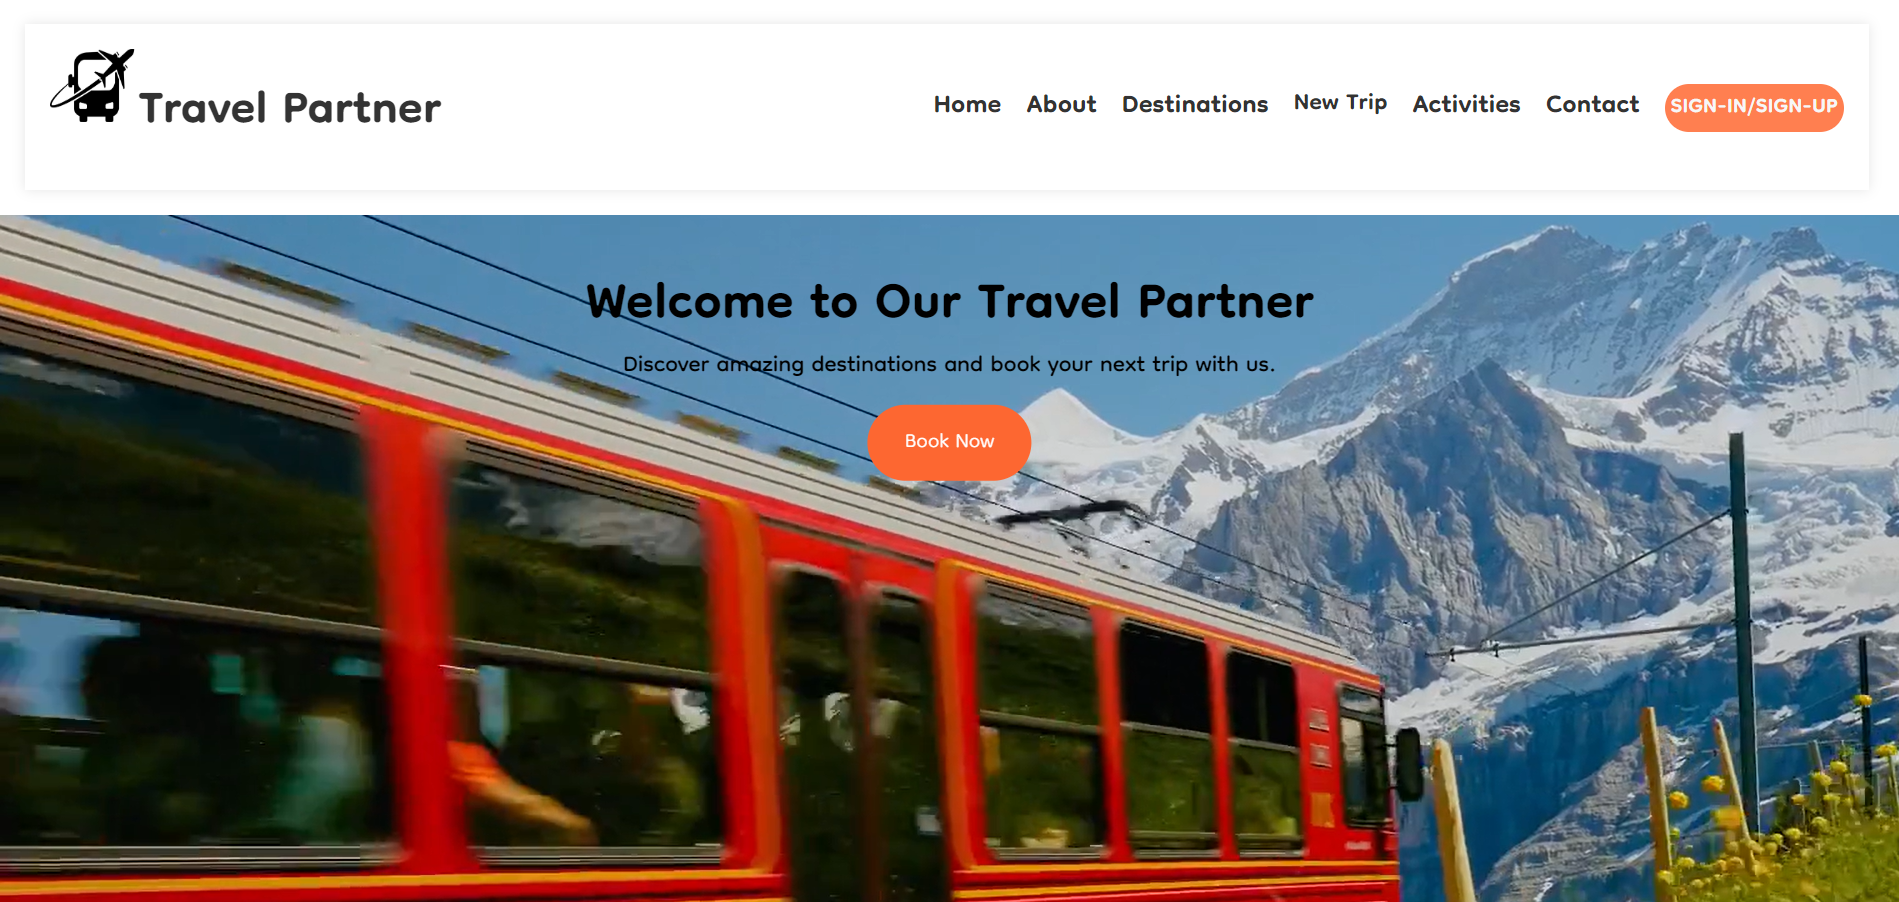 Travel Partner
Home About Destinations New Trip Activities Contact SIGN-IN/SIGN-UP
Welcome to Our Travel Partner
Discover amazing destinations and book your next trip with us.
Book Now